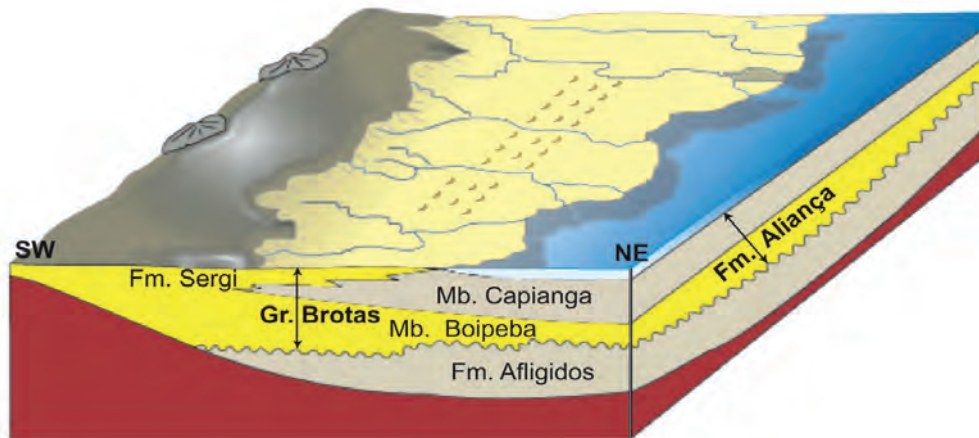 SW
NE
Fm. Aliança
Fm. Sergi
Mb. Capianga
Gr. Brotas
Mb. Boipeba
Fm. Afligidos